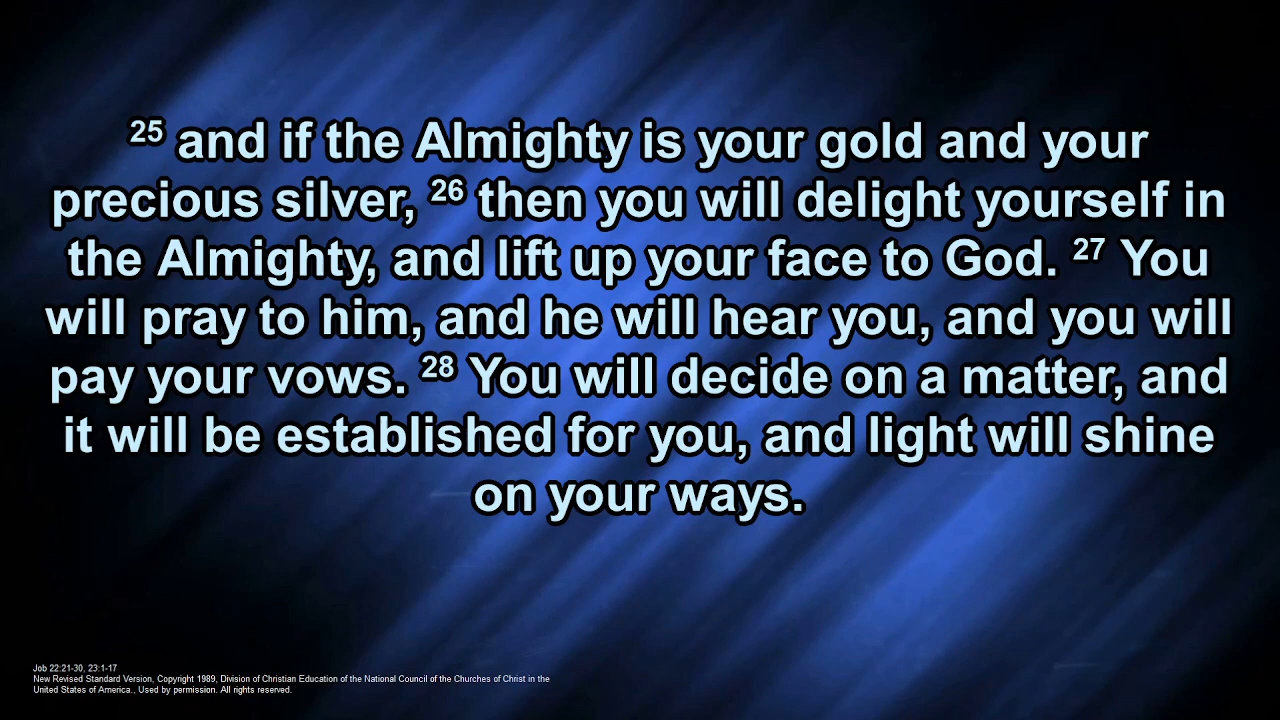 25 and if the Almighty is your gold and your
precious silver, 26 then you will delight yourself in
the Almighty, and lift up your face to God. 27 You
will pray to him, and he will hear you, and you will
pay your vows. 28 You will decide on a matter, and
it will be established for you, and light will shine
on your ways.
Job 22:21-30, 23:1-17
New Revised Standard Version, Copyright 1989, Division of Christian Education of the National Council of the Churches of Christ in the
United States of America., Used by permission. All rights reserved.